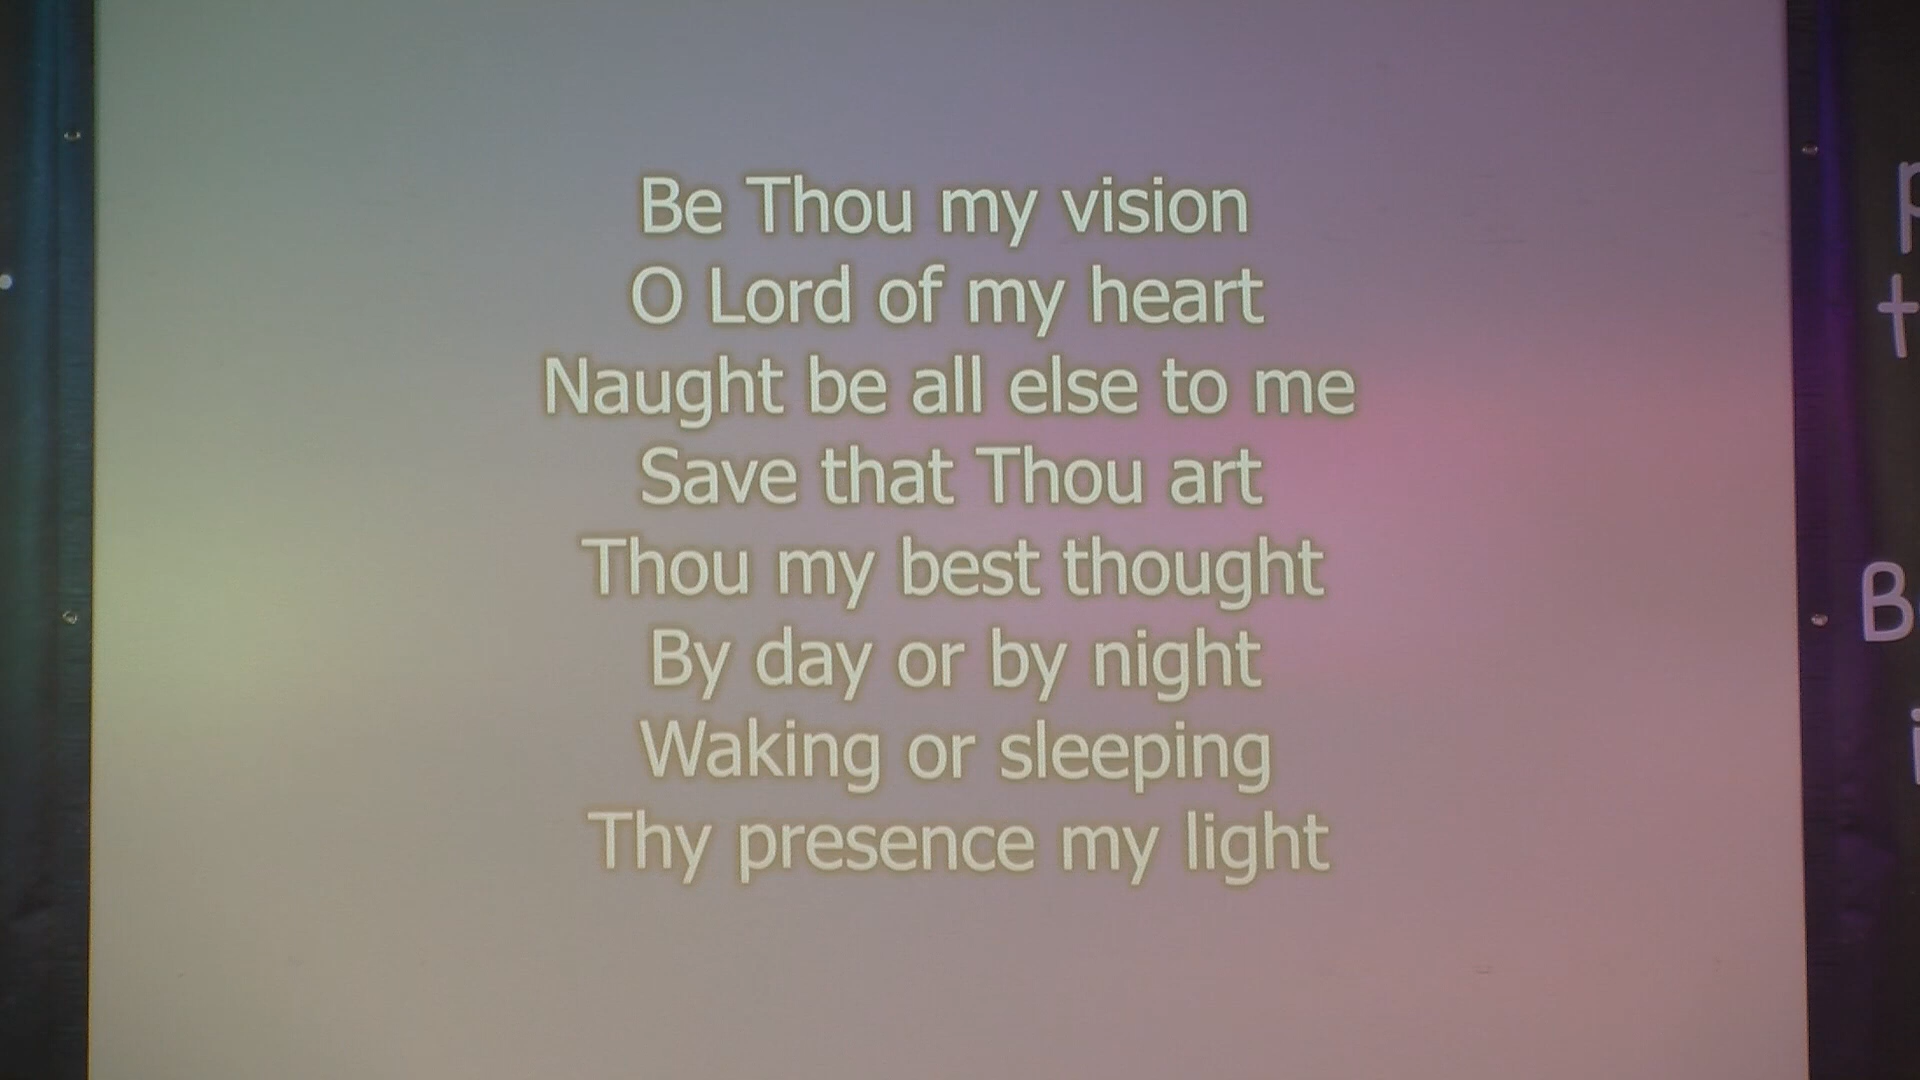 Be Thou my vision
O Lord of my heart
Naught be all else to me
Save that Thou art
Thou my best thought
By day or by night
Waking or sleeping
Thy presence my light